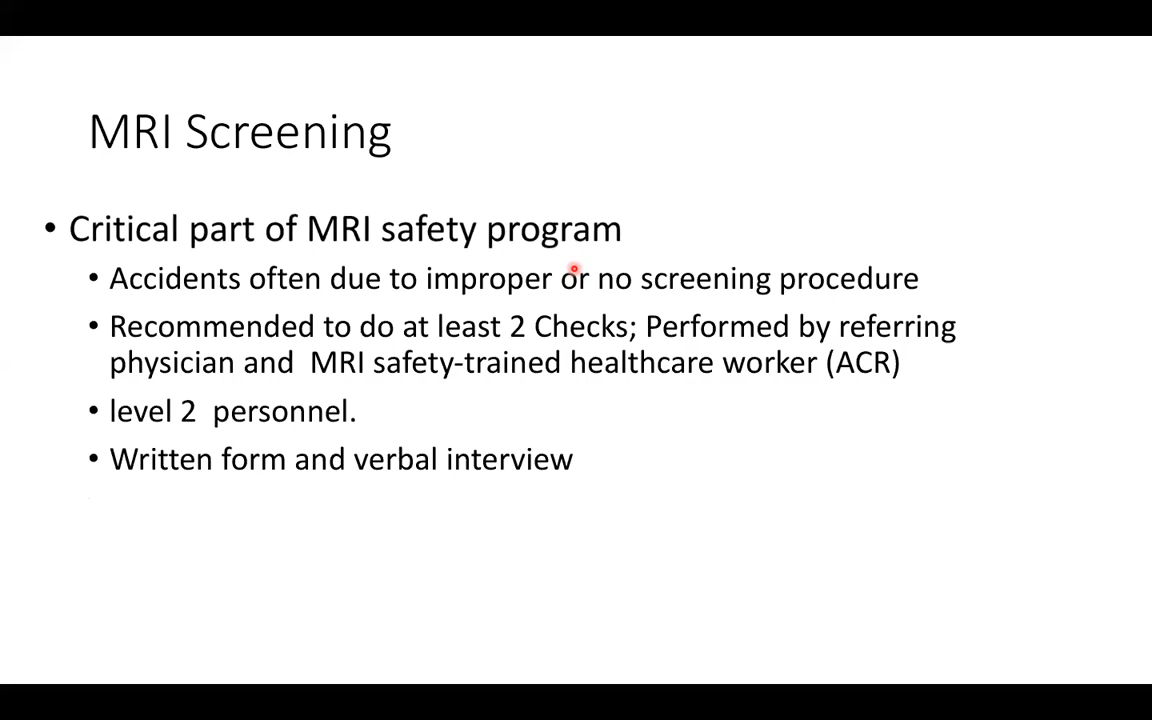 MRI Screening
• Critical part of MRI safety program
• Accidents often due to improper or no screening procedure
• Recommended to do at least 2 Checks; Performed by referring
physician and  MRI safety-trained healthcare worker (ACR)
• level 2  personnel.
• Written form and verbal interview